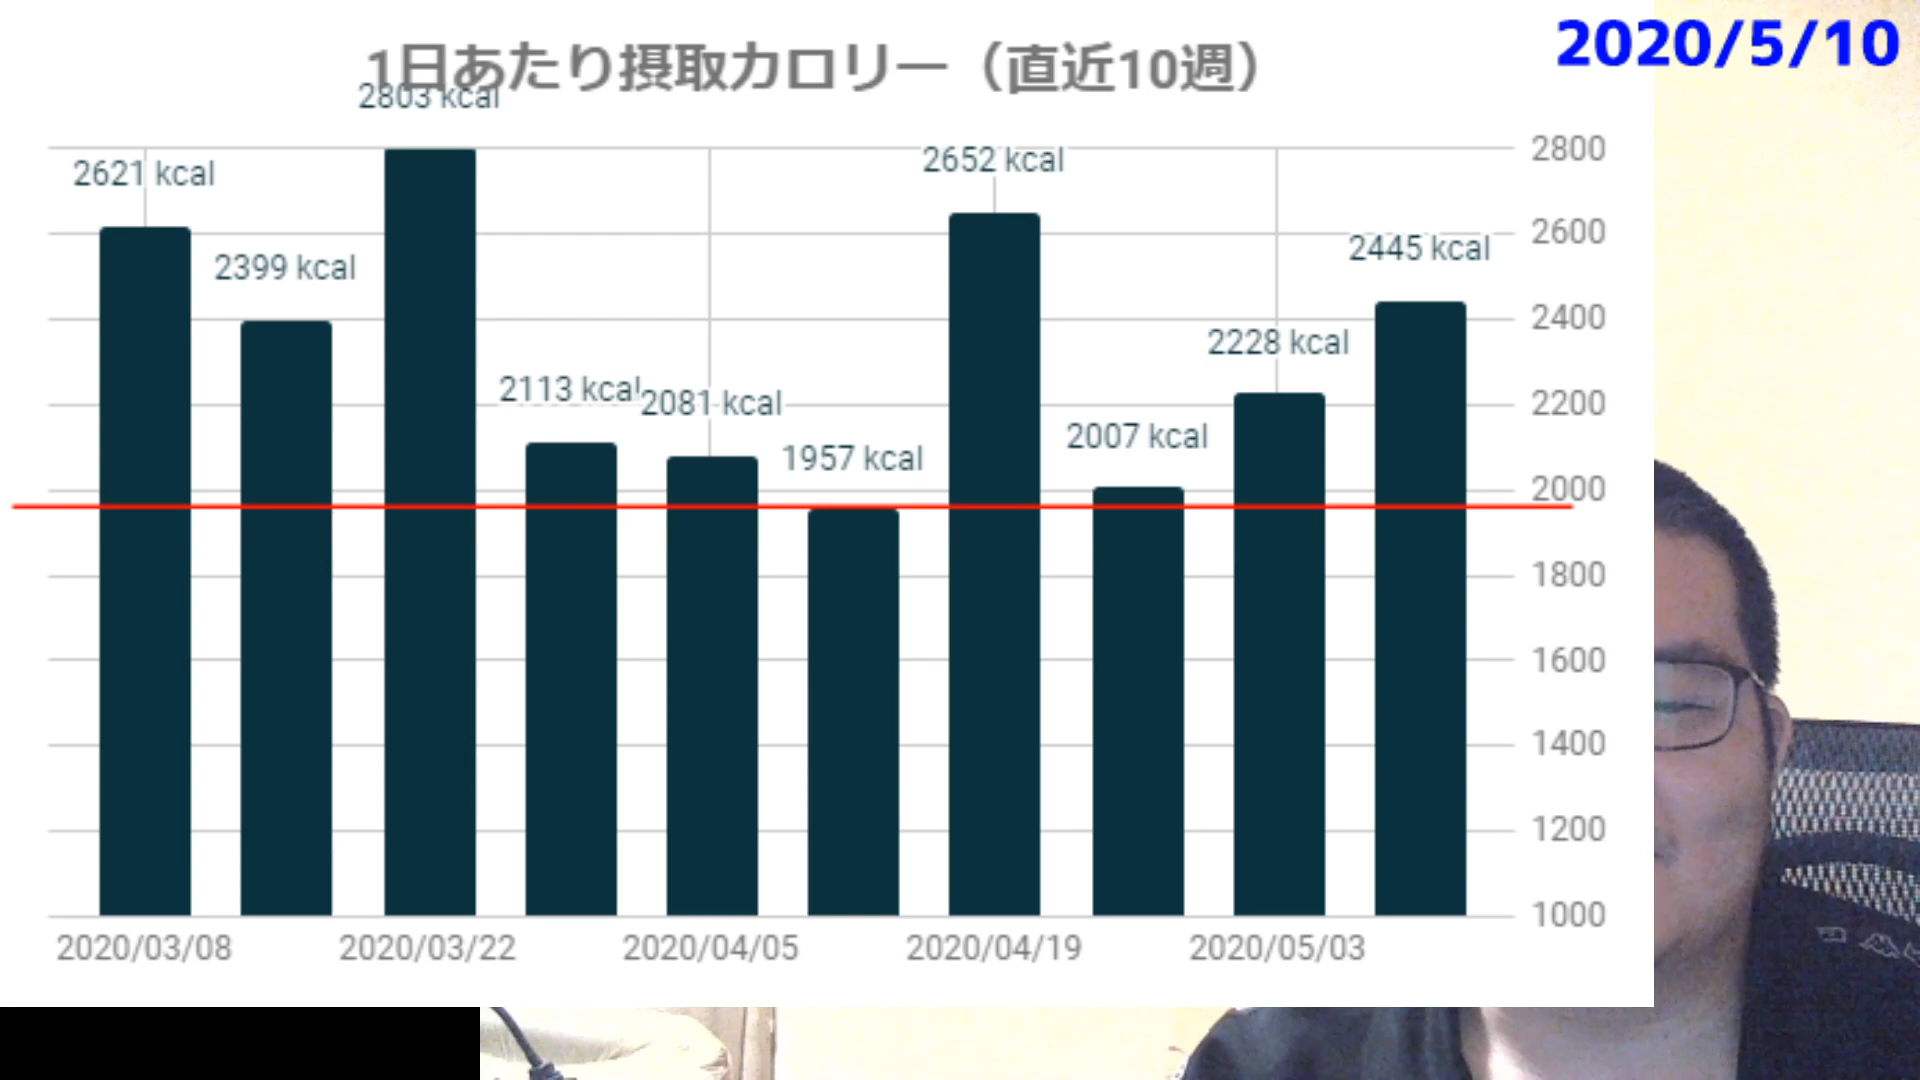 1日あたり摂取カロリー（直近10週）
2020/5/10
2803 kcal
2621 kcal
2399 kcal
2113 kcal
2081 kcal
1957 kcal
2652 kcal
2007 kcal
2228 kcal
2445 kcal
2800
2600
2400
2200
2000
1800
1600
1400
1200
1000
2020/03/08
2020/03/22
2020/04/05
2020/04/19
2020/05/03